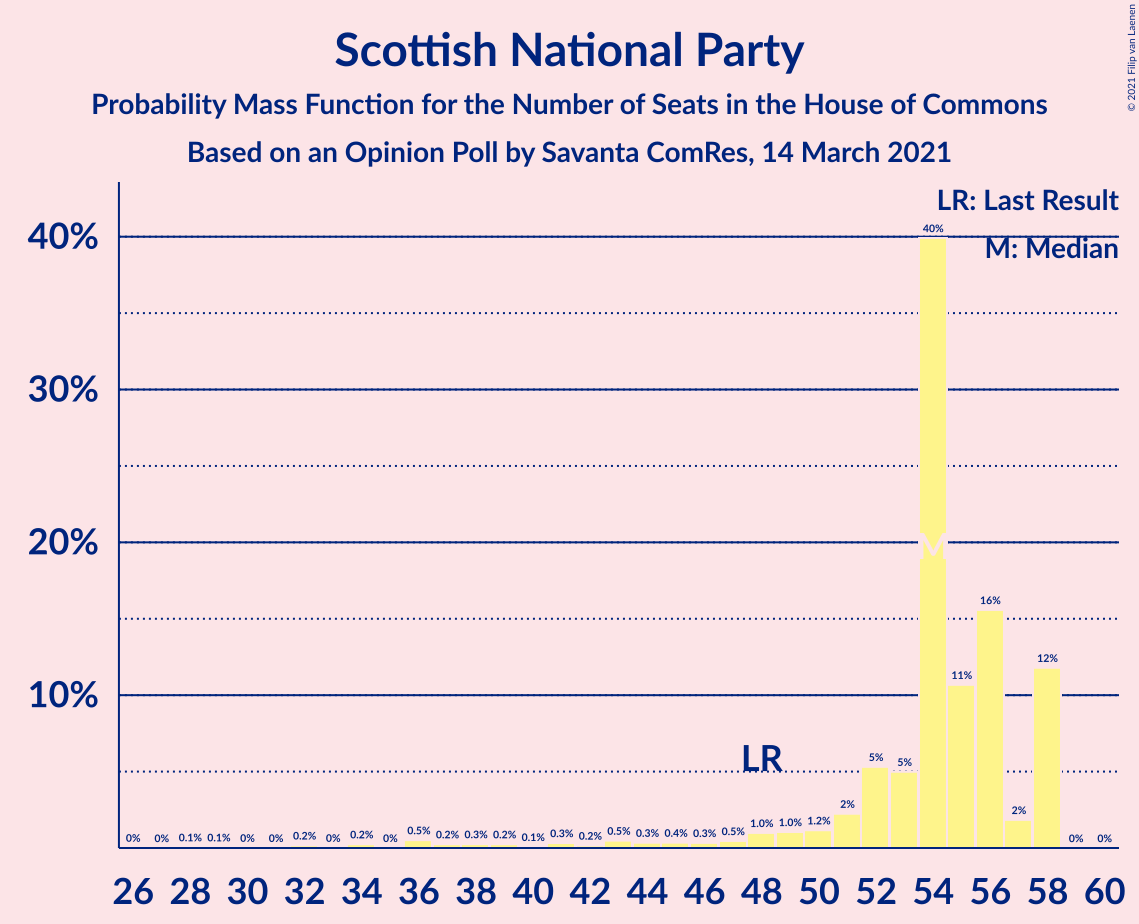 Scottish National Party
Probability Mass Function for the Number of Seats in the House of Commons
Based on an Opinion Poll by Savanta ComRes, 14 March 2021
© 2021 Filip van Laenen
LR: Last Result
M: Median
40%
30%
20%
10%
0% 0% 0.1% 0.1% 0% 0% 0.2% 0% 0.2% 0% 0.5% 0.2% 0.3% 0.2% 0.1% 0.3% 0.2% 0.5% 0.3% 0.4% 0.3% 0.5% 1.0% 1.0% 1.2% 2% 5% 5% 40% 11% 16% 2% 12% 0% 0%
LR
M
26 28 30 32 34 36 38 40 42 44 46 48 50 52 54 56 58 60